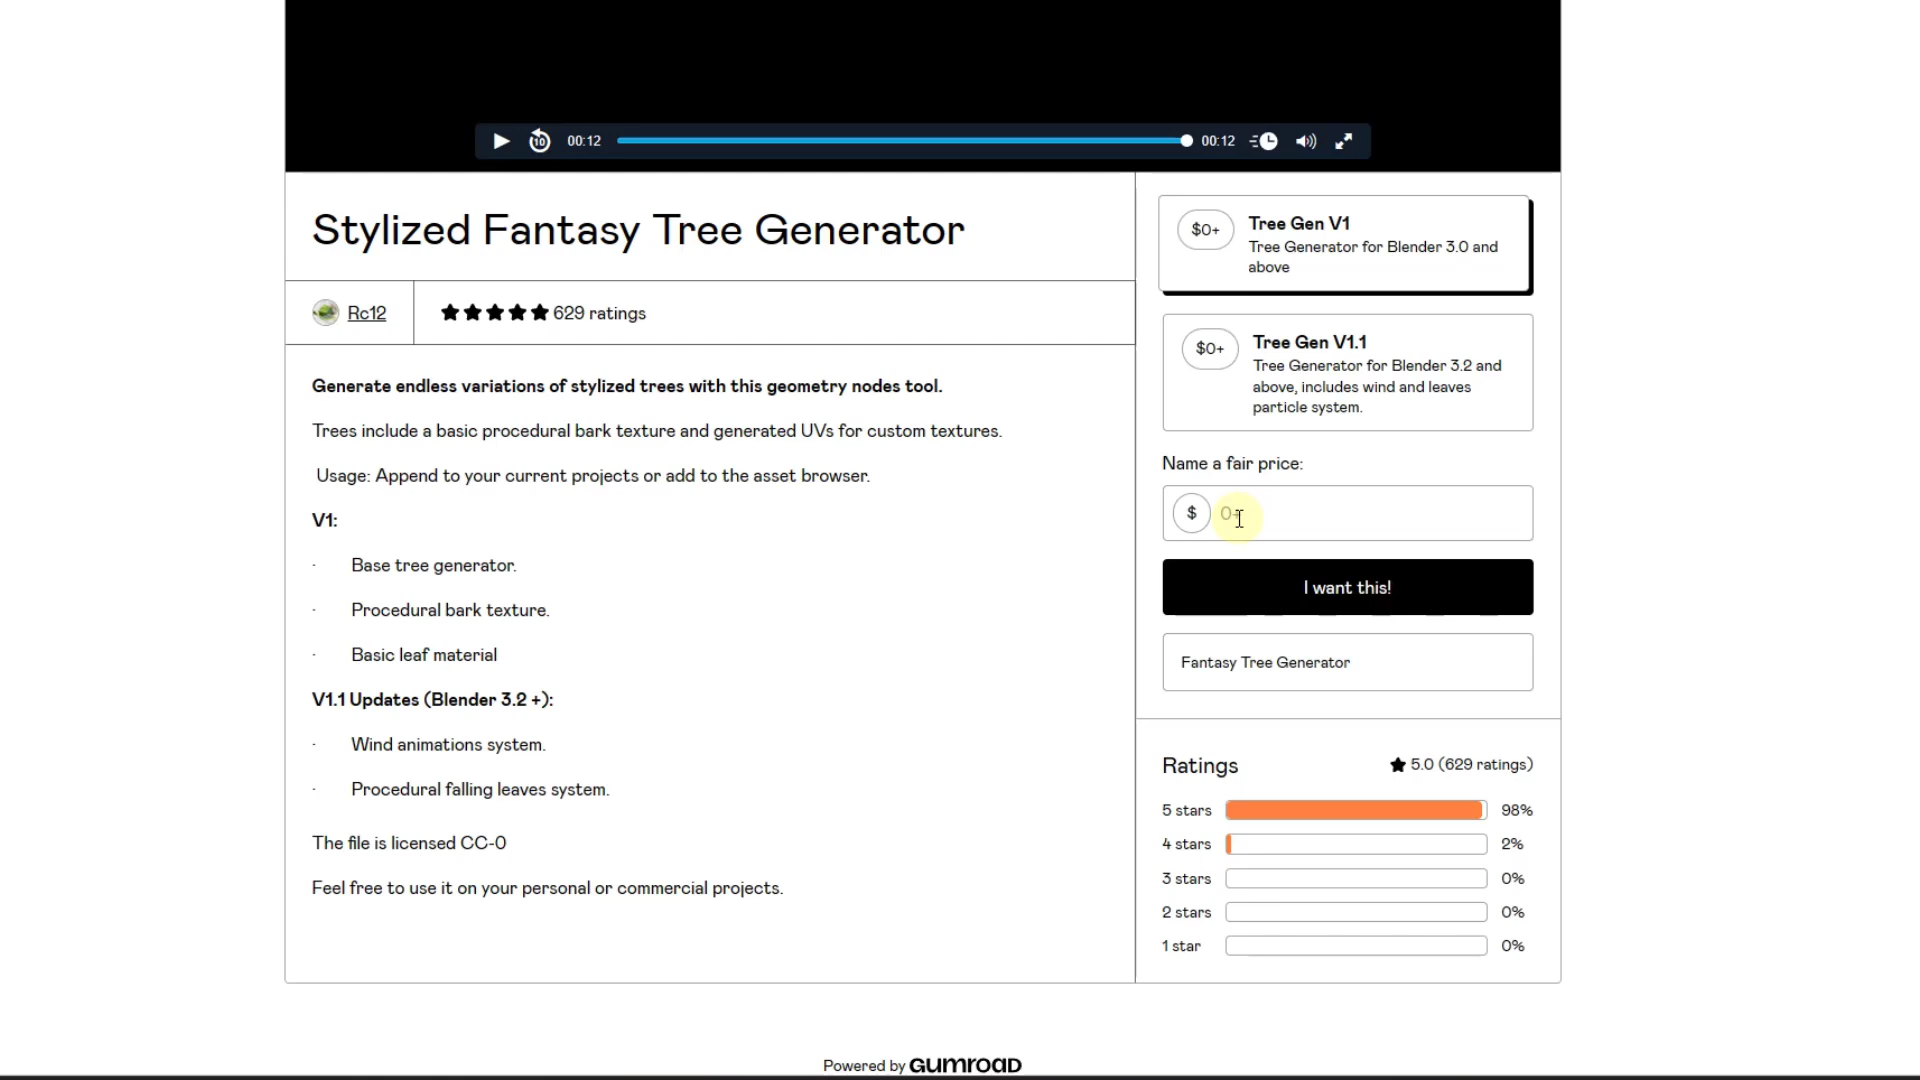 10
00:12
00:12
Stylized Fantasy Tree Generator
Rc12
629 ratings
Generate endless variations of stylized trees with this geometry nodes tool.
Trees include a basic procedural bark texture and generated UVs for custom textures.
Usage: Append to your current projects or add to the asset browser.
V1:
· Base tree generator.
· Procedural bark texture.
· Basic leaf material
V1.1 Updates (Blender 3.2 +):
· Wind animations system.
· Procedural falling leaves system.
The file is licensed CC-0
Feel free to use it on your personal or commercial projects.
$0+
Tree Gen V1
Tree Generator for Blender 3.0 and
above
$0+
Tree Gen V1.1
Tree Generator for Blender 3.2 and
above, includes wind and leaves
particle system.
Name a fair price:
$ 0+
I want this!
Fantasy Tree Generator
Ratings
5.0 (629 ratings)
5 stars 98%
4 stars 2%
3 stars 0%
2 stars 0%
1 star 0%
Powered by GUMROAD